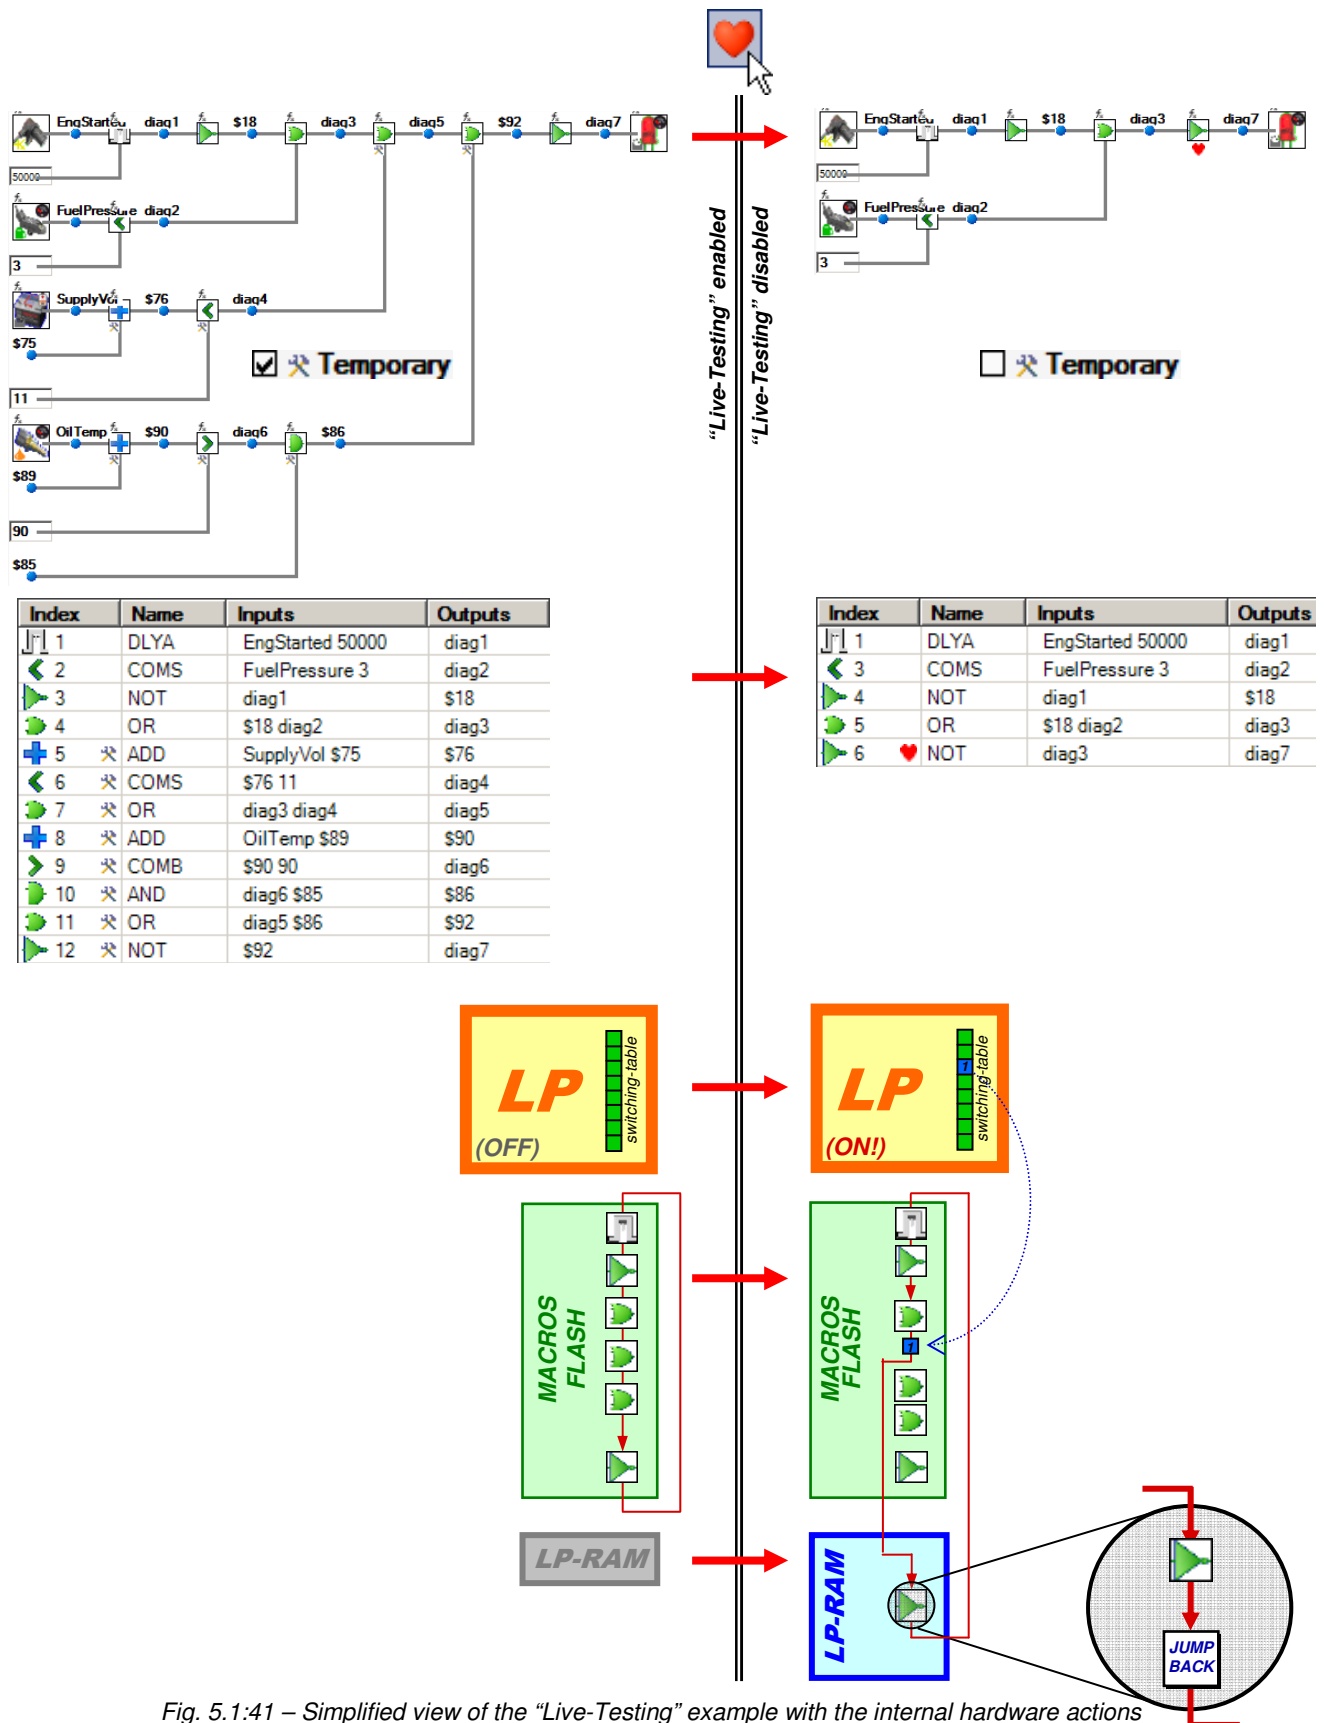 EngStarted diag1 $18 diag3 diag5 $92 diag7
50000
FuelPressure diag2
3
SupplyVol $76 diag4
$75
Temporary
11
OilTemp $90 diag6 $86
$89
90
$85
EngStarted diag1 $18 diag3 diag7
50000
FuelPressure diag2
3
Temporary
"Live-Testing" enabled
"Live-Testing" disabled
Index Name Inputs Outputs
1 DLYA EngStarted 50000 diag1
2 COMS FuelPressure 3 diag2
3 NOT diag1 $18
4 OR $18 diag2 diag3
5 ADD SupplyVol $75 $76
6 COMS $76 11 diag4
7 OR diag3 diag4 diag5
8 ADD OilTemp $89 $90
9 COMB $90 90 diag6
10 AND diag6 $85 $86
11 OR diag5 $86 $92
12 NOT $92 diag7
Index Name Inputs Outputs
1 DLYA EngStarted 50000 diag1
3 COMS FuelPressure 3 diag2
4 NOT diag1 $18
5 OR $18 diag2 diag3
6 NOT diag3 diag7
LP
(OFF)
switching-table
LP
(ON!)
1
switching-table
MACROS
FLASH
MACROS
FLASH
1
LP-RAM
LP-RAM
JUMP
BACK
Fig. 5.1:41 – Simplified view of the "Live-Testing" example with the internal hardware actions